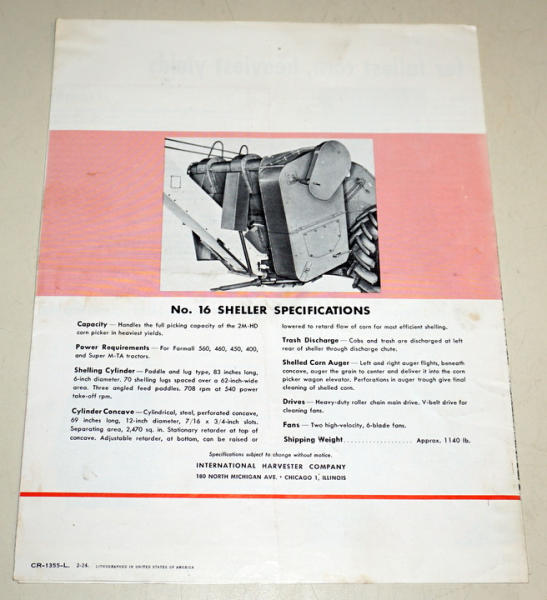 for tallest corn, heaviest yields
No. 16 SHELLER SPECIFICATIONS
Capacity — Handles the full picking capacity of the 2M-HD
corn picker in heaviest yields.
Power Requirements — For Farmall 560, 460, 450, 400,
and Super M-TA tractors.
Shelling Cylinder — Paddle and lug type, 83 inches long,
6-inch diameter. 70 shelling lugs spaced over a 62-inch-wide
area. Three angled feed paddles. 708 rpm at 540 power
take-off rpm.
Cylinder Concave — Cylindrical, steel, perforated concave,
69 inches long, 12-inch diameter, 7/16 x 3/4-inch slots.
Separating area, 2,470 sq. in. Stationary retarder at top of
concave. Adjustable retarder, at bottom, can be raised or
lowered to retard flow of corn for most efficient shelling.
Trash Discharge — Cobs and trash are discharged at left
rear of sheller through discharge chute.
Shelled Corn Auger — Left and right auger flights, beneath
concave, auger the grain to center and deliver it into the corn
picker wagon elevator. Perforations in auger trough give final
cleaning of shelled corn.
Drives — Heavy-duty roller chain main drive. V-belt drive for
cleaning fans.
Fans — Two high-velocity, 6-blade fans.
Shipping Weight.................. Approx. 1140 lb.
Specifications subject to change without notice.
INTERNATIONAL HARVESTER COMPANY
180 NORTH MICHIGAN AVE. • CHICAGO 1, ILLINOIS
CR-1355-L. 2-24. LITHOGRAPHED IN UNITED STATES OF AMERICA